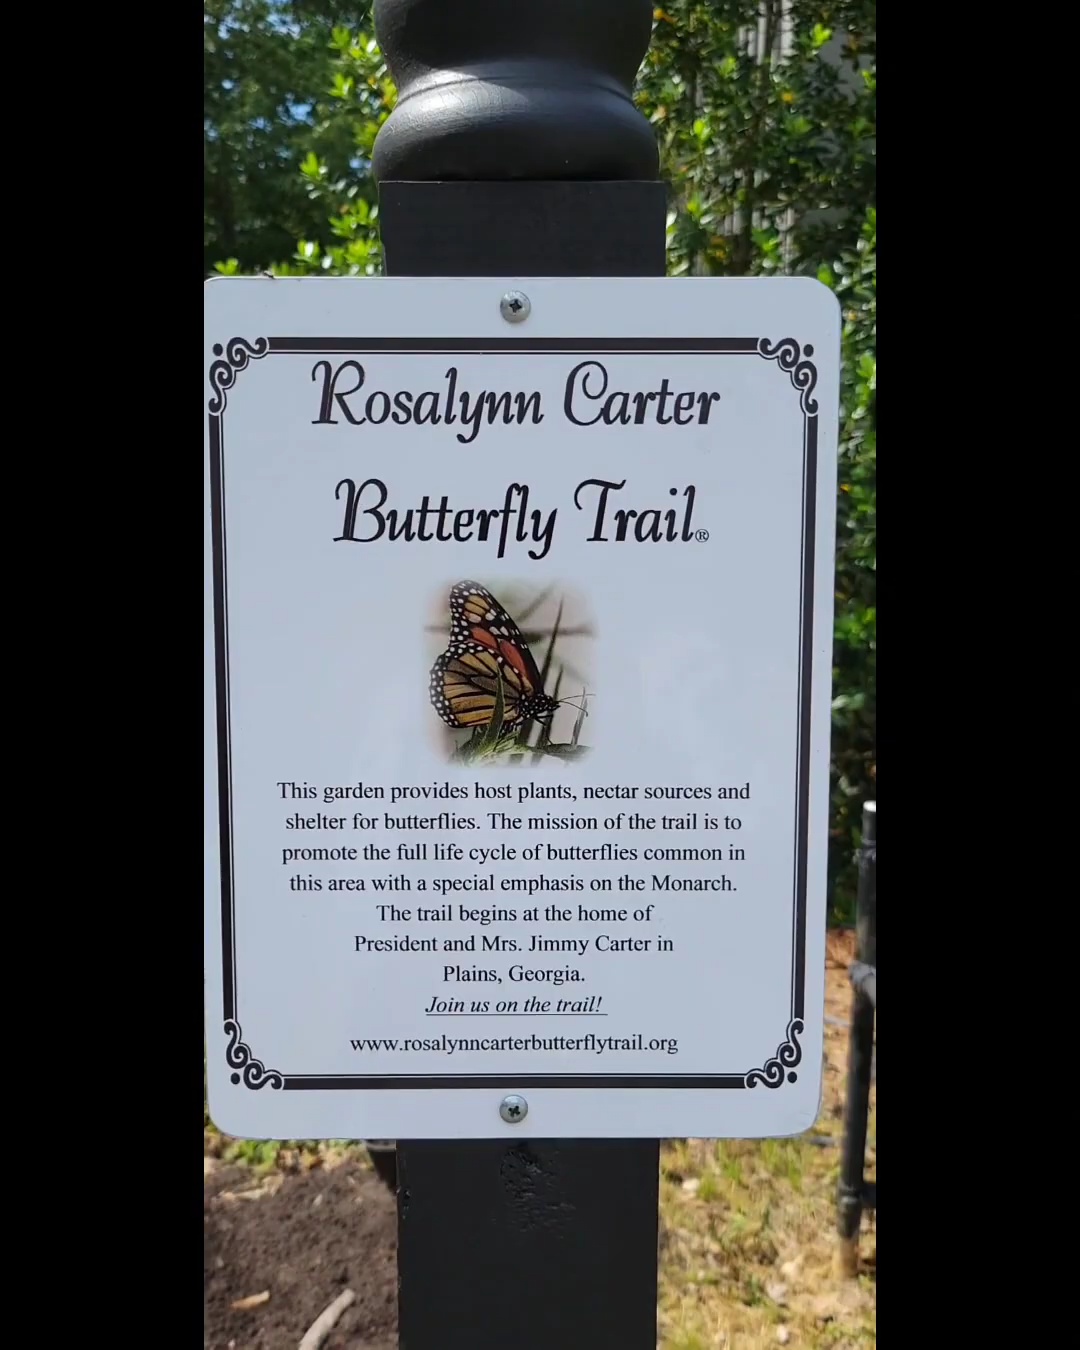 Rosalynn Carter
Butterfly Trail®
This garden provides host plants, nectar sources and
shelter for butterflies. The mission of the trail is to
promote the full life cycle of butterflies common in
this area with a special emphasis on the Monarch.
The trail begins at the home of
President and Mrs. Jimmy Carter in
Plains, Georgia.
Join us on the trail!
www.rosalynncarterbutterflytrail.org